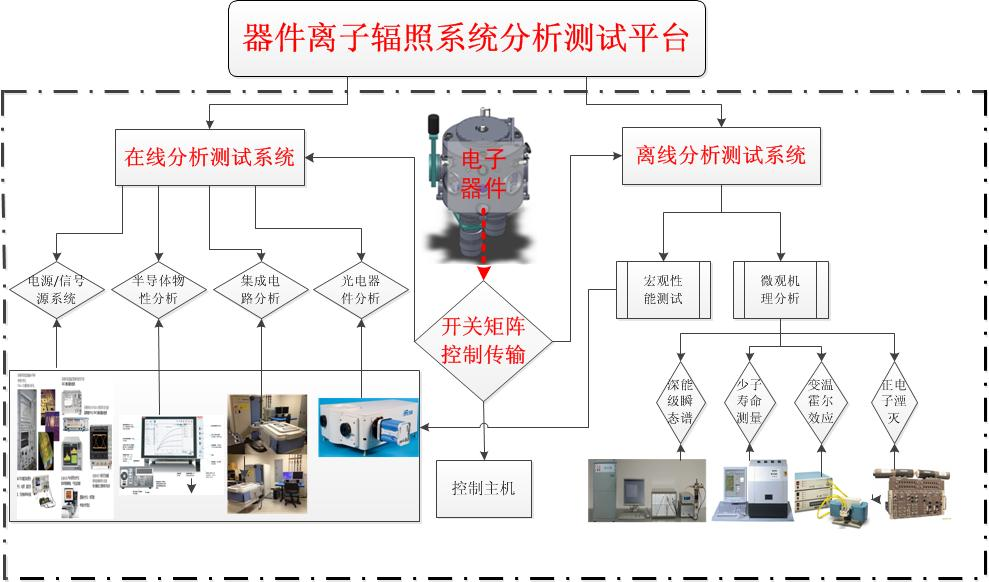 器件离子辐照系统分析测试平台
在线分析测试系统
电子
器件
离线分析测试系统
电源/信号
源系统
半导体物
性分析
集成电
路分析
光电器
件分析
开关矩阵
控制传输
宏观性
能测试
微观机
理分析
深能
级瞬
态谱
少子
寿命
测量
变温
霍尔
效应
正电
子湮
灭
控制主机